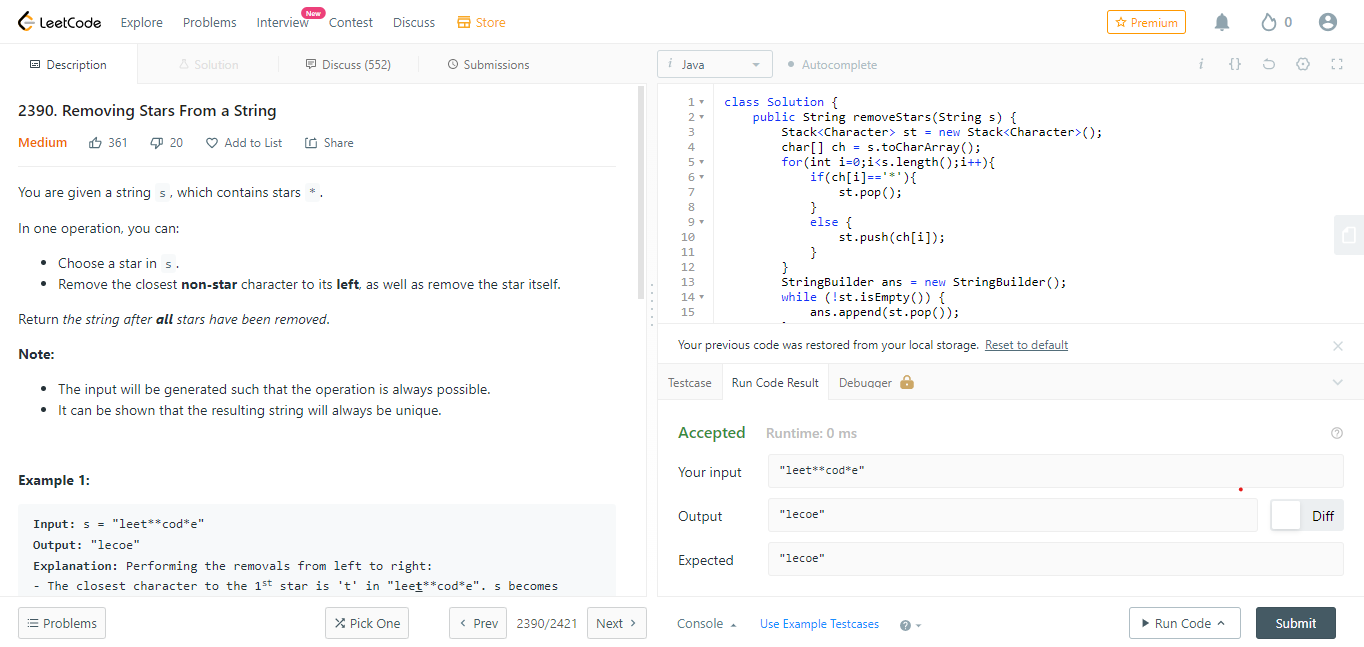 LeetCode
Explore
Problems
Interview
New
Contest
Discuss
Store
Premium
0
Description
Solution
Discuss (552)
Submissions
i Java
Autocomplete
i {}
2390. Removing Stars From a String
Medium
361
20
Add to List
Share
You are given a string s, which contains stars *.
In one operation, you can:
• Choose a star in s.
• Remove the closest non-star character to its left, as well as remove the star itself.
Return the string after all stars have been removed.
Note:
• The input will be generated such that the operation is always possible.
• It can be shown that the resulting string will always be unique.
Example 1:
Input: s = "leet**cod*e"
Output: "lecoe"
Explanation: Performing the removals from left to right:
- The closest character to the 1st star is 't' in "leet**cod*e". s becomes
1 class Solution {
2 public String removeStars(String s) {
3 Stack<Character> st = new Stack<Character>();
4 char[] ch = s.toCharArray();
5 for(int i=0;i<s.length();i++){
6 if(ch[i]=='*'){
7 st.pop();
8 }
9 else {
10 st.push(ch[i]);
11 }
12 }
13 StringBuilder ans = new StringBuilder();
14 while (!st.isEmpty()) {
15 ans.append(st.pop());
Your previous code was restored from your local storage. Reset to default
Testcase
Run Code Result
Debugger
Accepted
Runtime: 0 ms
Your input
"leet**cod*e"
Output
"lecoe"
Diff
Expected
"lecoe"
Problems
Pick One
Prev
2390/2421
Next
Console
Use Example Testcases
Run Code
Submit